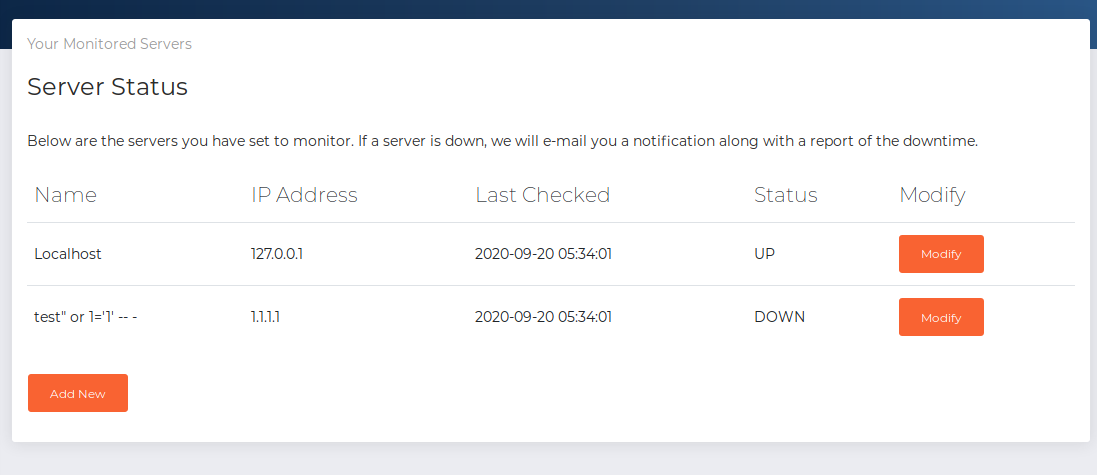 Your Monitored Servers
Server Status
Below are the servers you have set to monitor. If a server is down, we will e-mail you a notification along with a report of the downtime.
Name IP Address Last Checked Status Modify
Localhost 127.0.0.1 2020-09-20 05:34:01 UP Modify
test" or 1='1' -- - 1.1.1.1 2020-09-20 05:34:01 DOWN Modify
Add New